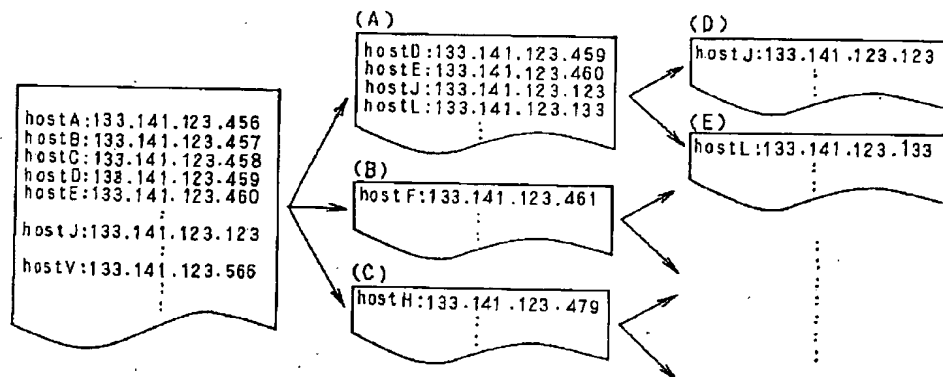 hostA:133.141.123.456
hostB:133.141.123.457
hostC:133.141.123.458
hostD:138.141.123.459
hostE:133.141.123.460
hostJ:133.141.123.123
hostV:133.141.123.566
(A)
hostD:133.141.123.459
hostE:133.141.123.460
hostJ:133.141.123.123
hostL:133.141.123.133
(B)
hostF:133.141.123.461
(C)
hostH:133.141.123.479
(D)
hostJ:133.141.123.123
(E)
hostL:133.141.123.133